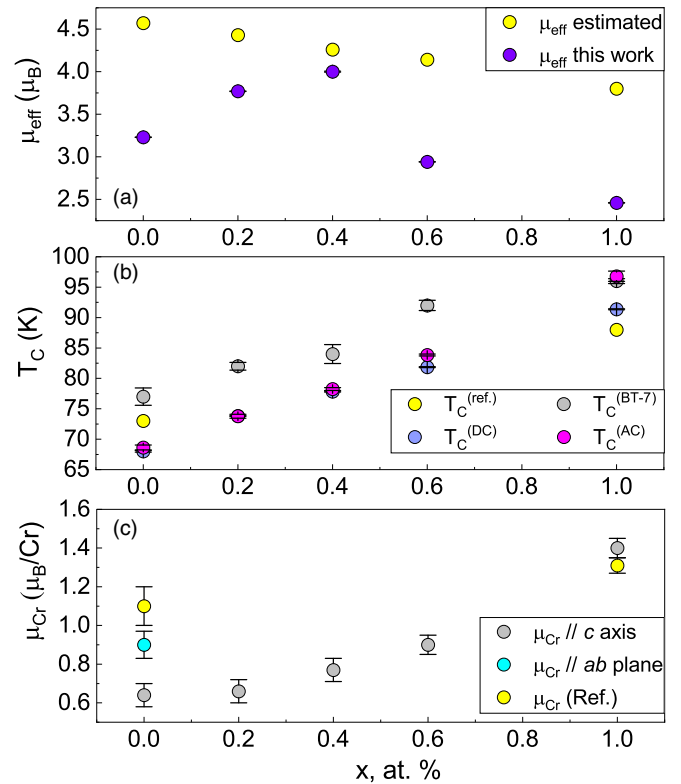 4.5
4.0
3.5
3.0
2.5
μeff (μB)
μeff estimated
μeff this work
(a)
0.0 0.2 0.4 0.6 0.8 1.0
100
95
90
85
80
75
70
65
TC (K)
(b)
TC(ref.) TC(BT-7)
TC(DC) TC(AC)
0.0 0.2 0.4 0.6 0.8 1.0
1.6
1.4
1.2
1.0
0.8
0.6
μCr (μB/Cr)
(c)
μCr // c axis
μCr // ab plane
μCr (Ref.)
0.0 0.2 0.4 0.6 0.8 1.0
x, at. %